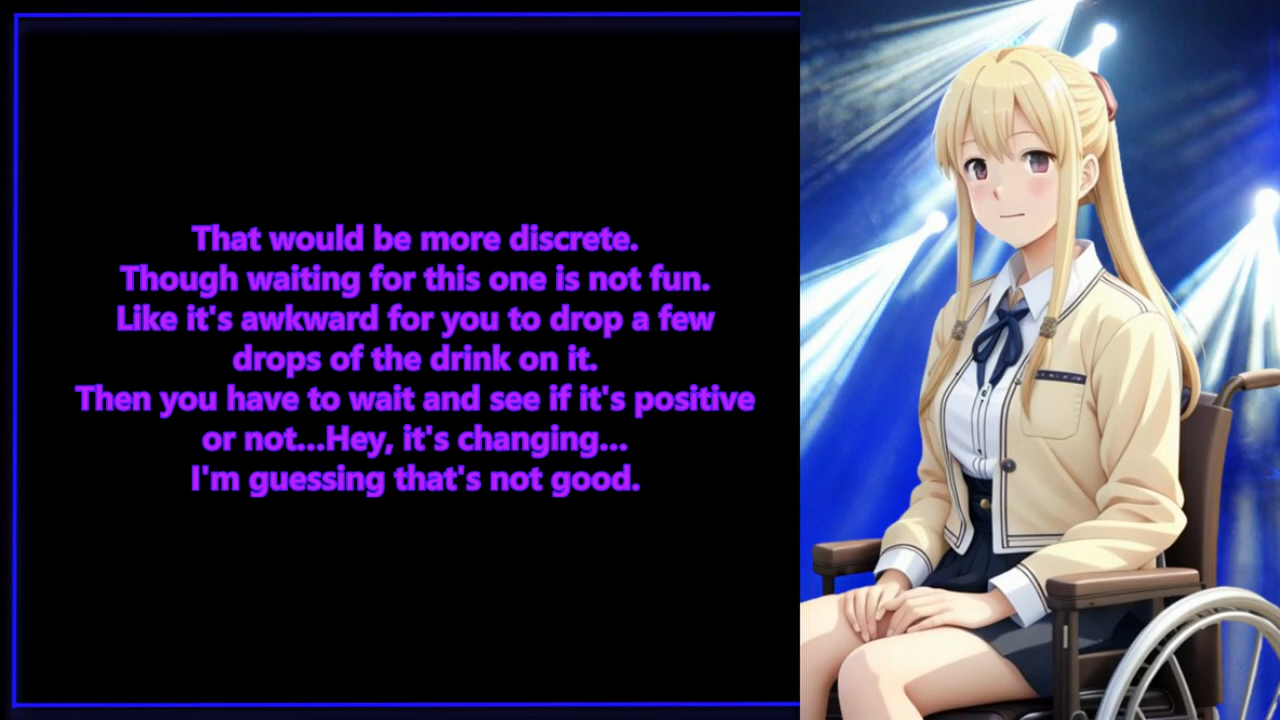 That would be more discrete.
Though waiting for this one is not fun.
Like it's awkward for you to drop a few
drops of the drink on it.
Then you have to wait and see if it's positive
or not...Hey, it's changing...
I'm guessing that's not good.